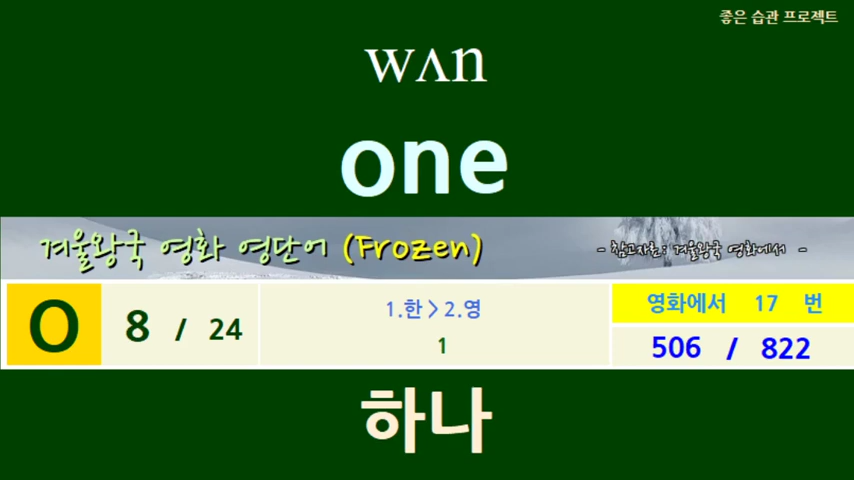 좋은 습관 프로젝트
wʌn
one
겨울왕국 영화 영단어 (Frozen)
- 참고자료: 겨울왕국 영화에서 -
O
8 / 24
1.한 > 2.영
1
영화에서 17 번
506 / 822
하나